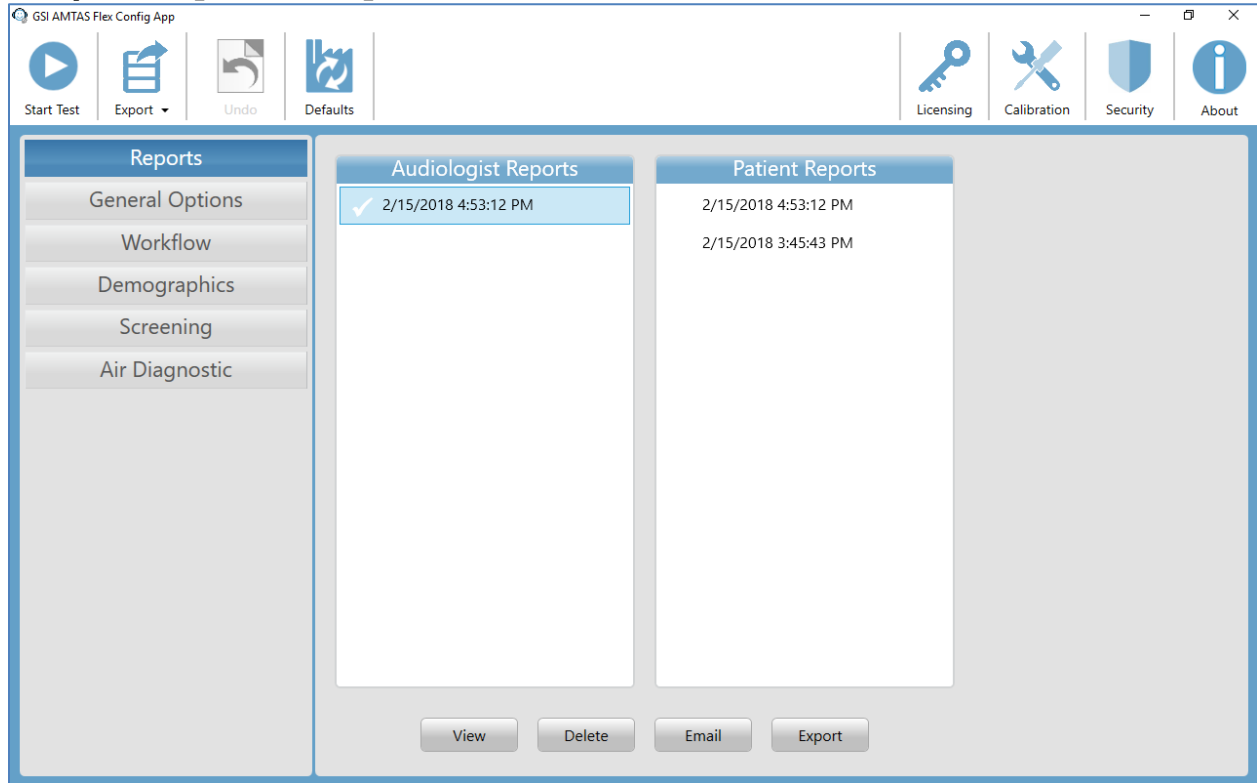 GSI AMTAS Flex Config App
Start Test
Export
Undo
Defaults
Licensing
Calibration
Security
About
Reports
General Options
Workflow
Demographics
Screening
Air Diagnostic
Audiologist Reports
2/15/2018 4:53:12 PM
Patient Reports
2/15/2018 4:53:12 PM
2/15/2018 3:45:43 PM
View
Delete
Email
Export